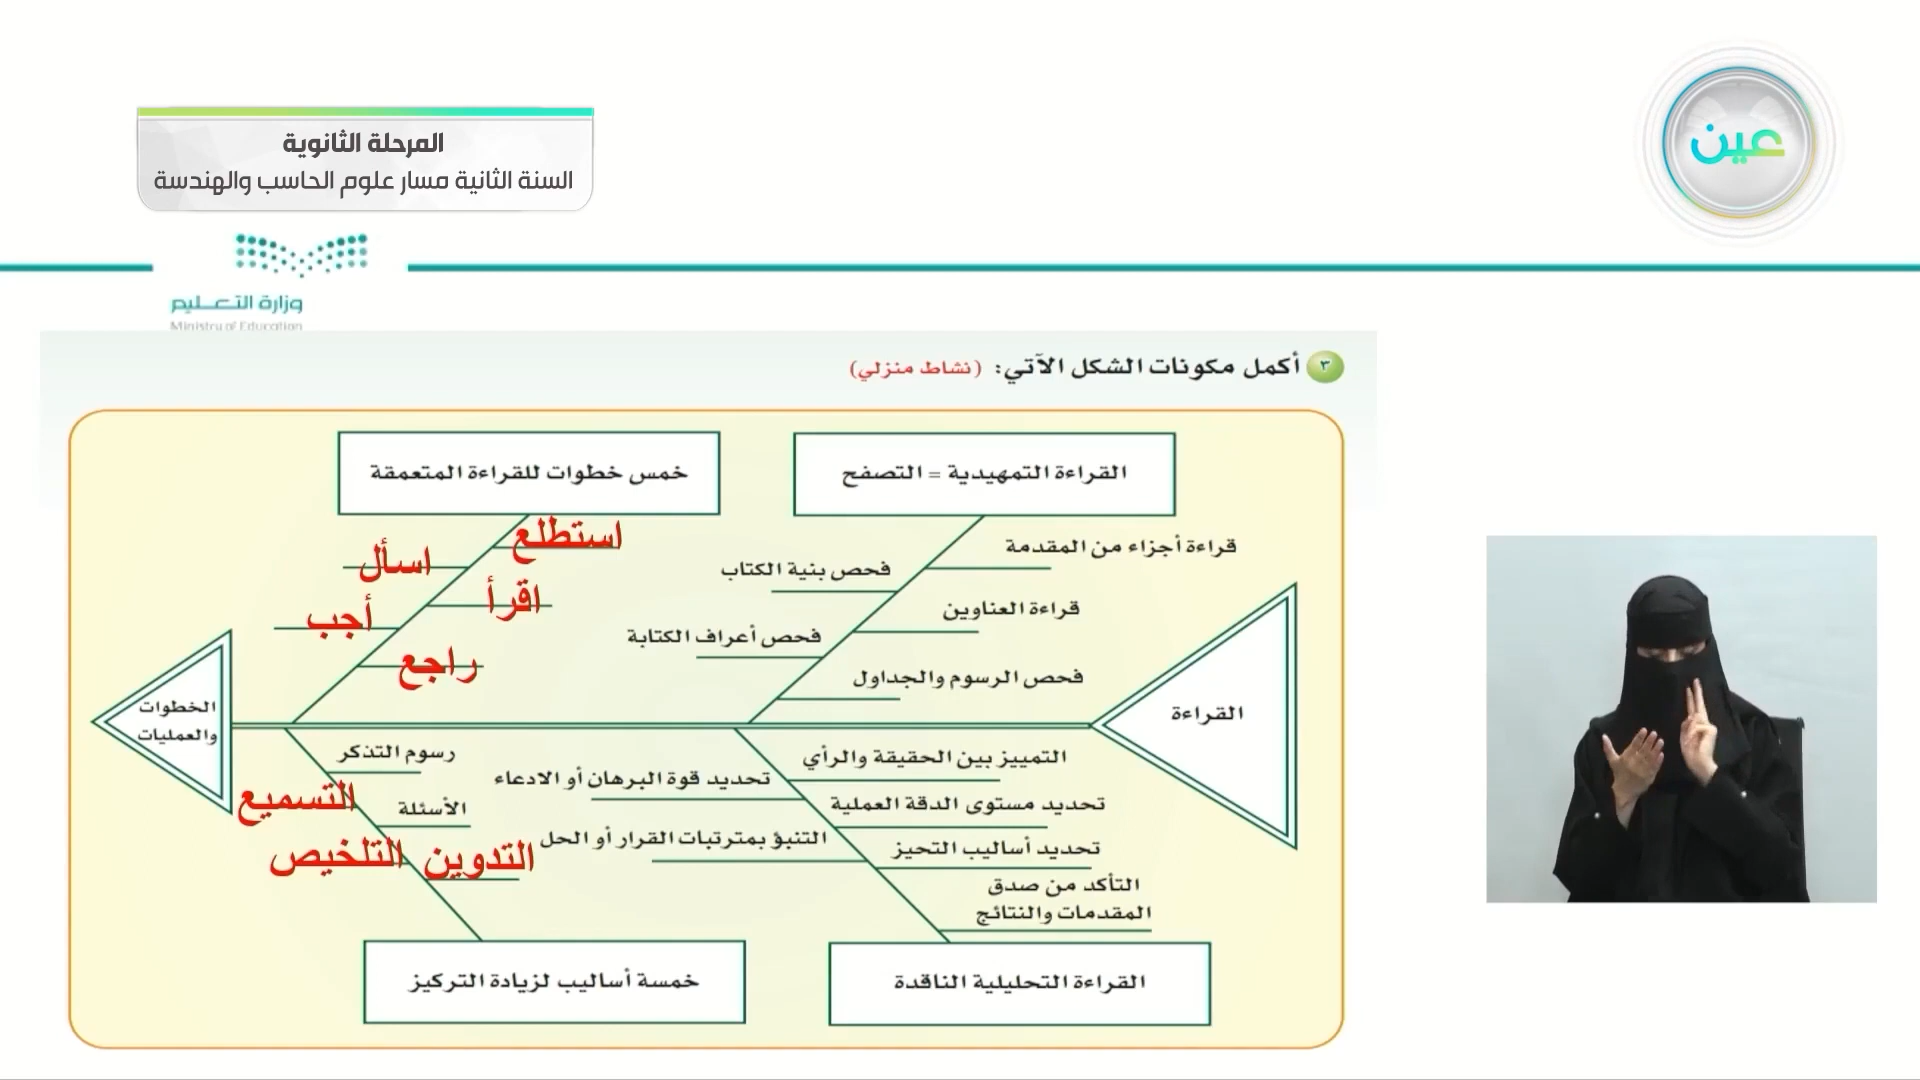 المرحلة الثانوية
السنة الثانية مسار علوم الحاسب والهندسة
عين
وزارة التعليم
Ministry of Education
٣ أكمل مكونات الشكل الآتي: (نشاط منزلي)
القراءة التمهيدية = التصفح
خمس خطوات للقراءة المتعمقة
قراءة أجزاء من المقدمة
فحص بنية الكتاب
قراءة العناوين
فحص أعراف الكتابة
فحص الرسوم والجداول
استطلع
اسأل
اقرأ
أجب
راجع
القراءة
الخطوات
والعمليات
التمييز بين الحقيقة والرأي
تحديد قوة البرهان أو الادعاء
تحديد مستوى الدقة العملية
التنبؤ بمترتبات القرار أو الحل
تحديد أساليب التحيز
التأكد من صدق
المقدمات والنتائج
رسوم التذكر
التسميع
الأسئلة
التلخيص
التدوين
القراءة التحليلية الناقدة
خمسة أساليب لزيادة التركيز